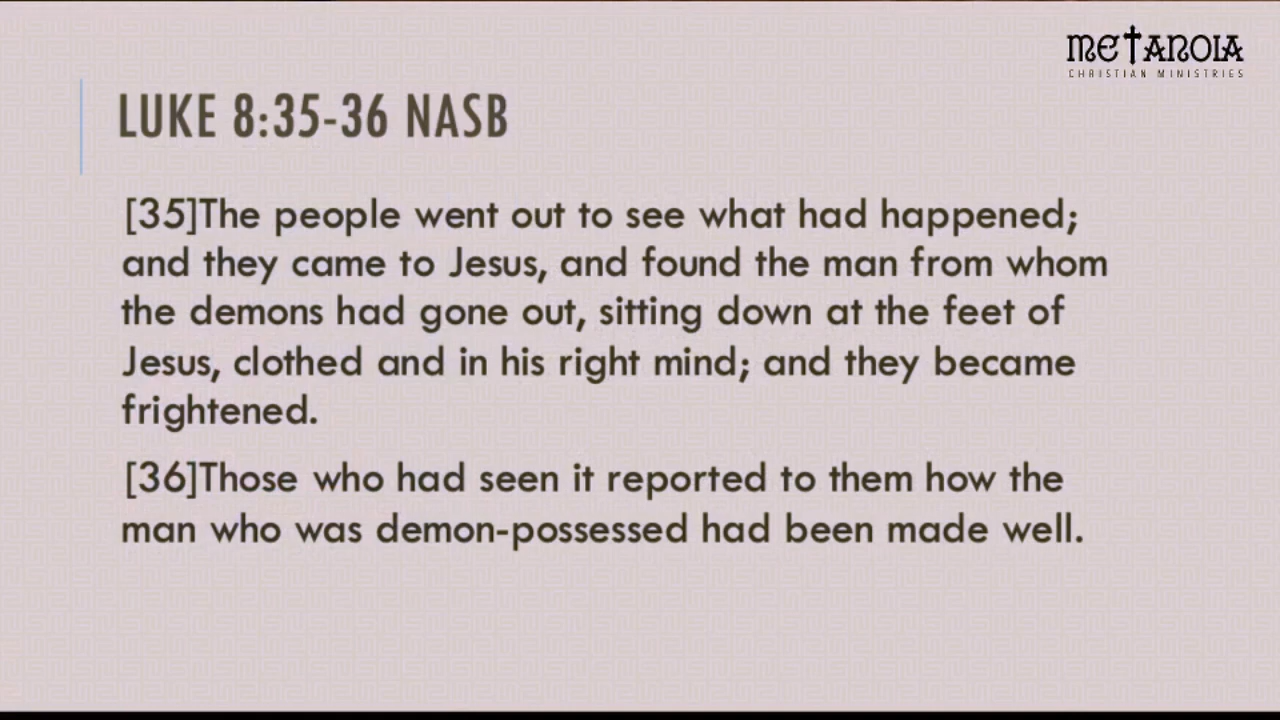 METANOIA
CHRISTIAN MINISTRIES
LUKE 8:35-36 NASB
[35]The people went out to see what had happened;
and they came to Jesus, and found the man from whom
the demons had gone out, sitting down at the feet of
Jesus, clothed and in his right mind; and they became
frightened.
[36]Those who had seen it reported to them how the
man who was demon-possessed had been made well.